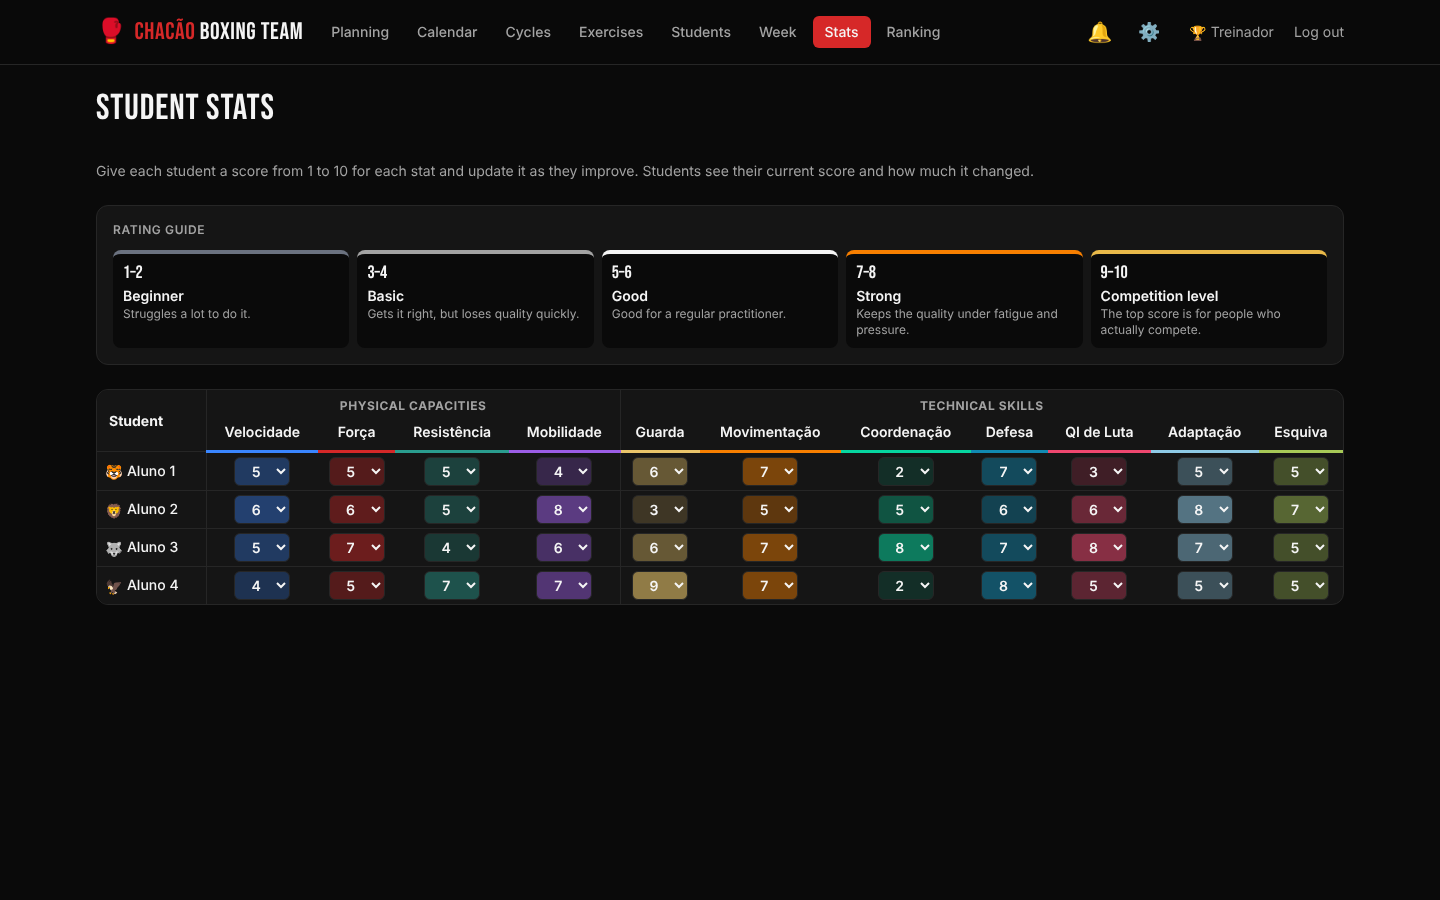 CHACÃO BOXING TEAM Planning Calendar Cycles Exercises Students Week Stats Ranking Treinador Log out
STUDENT STATS
Give each student a score from 1 to 10 for each stat and update it as they improve. Students see their current score and how much it changed.
RATING GUIDE
1–2
Beginner
Struggles a lot to do it.
3–4
Basic
Gets it right, but loses quality quickly.
5–6
Good
Good for a regular practitioner.
7–8
Strong
Keeps the quality under fatigue and
pressure.
9–10
Competition level
The top score is for people who
actually compete.
PHYSICAL CAPACITIES TECHNICAL SKILLS
Student Velocidade Força Resistência Mobilidade Guarda Movimentação Coordenação Defesa QI de Luta Adaptação Esquiva
Aluno 1 5 5 5 4 6 7 2 7 3 5 5
Aluno 2 6 6 5 8 3 5 5 6 6 8 7
Aluno 3 5 7 4 6 6 7 8 7 8 7 5
Aluno 4 4 5 7 7 9 7 2 8 5 5 5